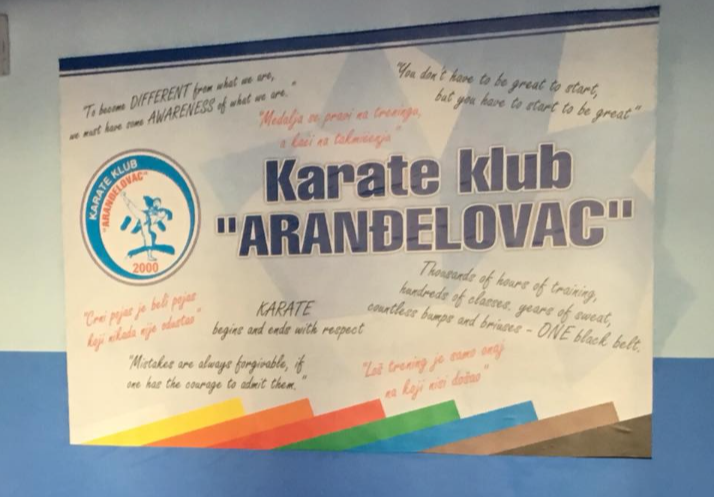 "To become DIFFERENT from what we are,
we must have some AWARENESS of what we are."
"You don't have to be great to start,
but you have to start to be great"
"Medalja se pravi na treningu,
a kači na takmičenju"
KARATE KLUB
"ARANĐELOVAC"
2000
Karate klub
"ARANĐELOVAC"
Thousands of hours of training,
hundreds of classes, years of sweat,
countless bumps and briuses - ONE black belt.
"Crni pojas je beli pojas
koji nikada nije odustao"
KARATE
begins and ends with respect
"Mistakes are always forgivable, if
one has the courage to admit them."
"Loš trening je samo onaj
na koji nisi došao"